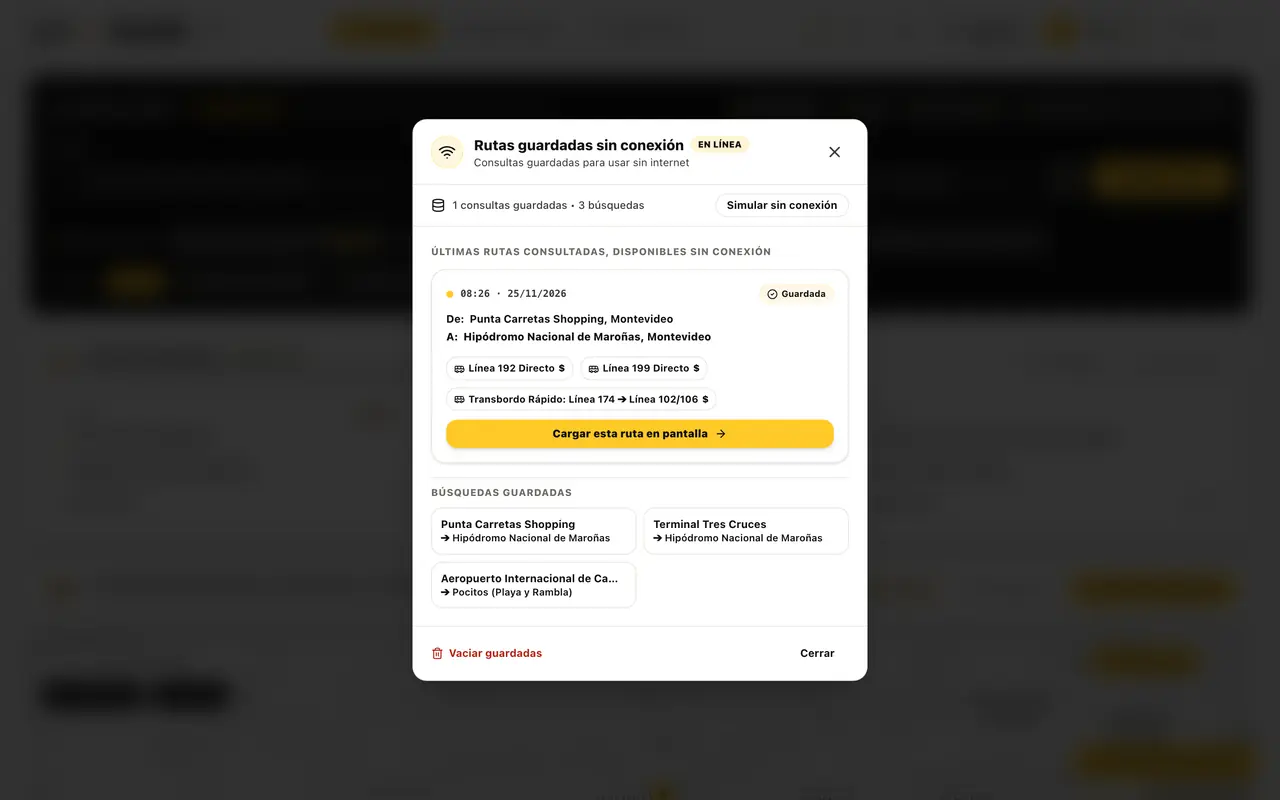 Rutas guardadas sin conexión EN LÍNEA
Consultas guardadas para usar sin internet
1 consultas guardadas • 3 búsquedas Simular sin conexión
ÚLTIMAS RUTAS CONSULTADAS, DISPONIBLES SIN CONEXIÓN
08:26 · 25/11/2026 Guardada
De: Punta Carretas Shopping, Montevideo
A: Hipódromo Nacional de Maroñas, Montevideo
Línea 192 Directo $ Línea 199 Directo $
Transbordo Rápido: Línea 174 ➔ Línea 102/106 $
Cargar esta ruta en pantalla →
BÚSQUEDAS GUARDADAS
Punta Carretas Shopping
➔ Hipódromo Nacional de Maroñas
Terminal Tres Cruces
➔ Hipódromo Nacional de Maroñas
Aeropuerto Internacional de Ca...
➔ Pocitos (Playa y Rambla)
Vaciar guardadas Cerrar